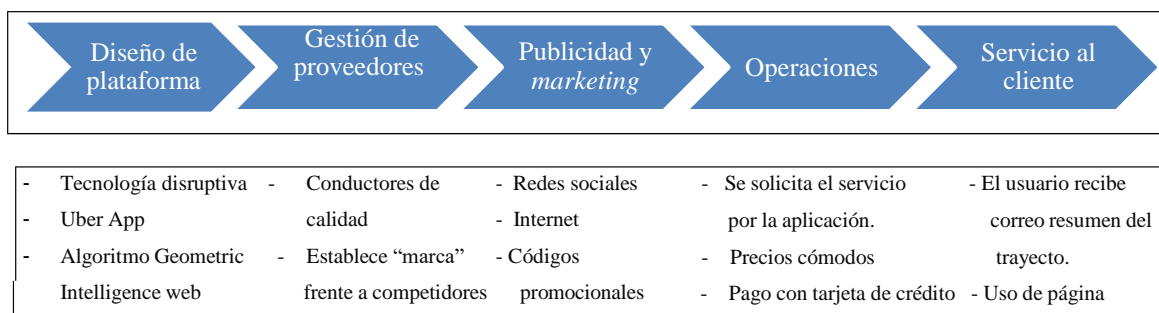 Diseño de
plataforma
Gestión de
proveedores
Publicidad y
marketing
Operaciones
Servicio al
cliente
- Tecnología disruptiva
- Uber App
- Algoritmo Geometric
Intelligence web
- Conductores de
calidad
- Establece “marca”
frente a competidores
- Redes sociales
- Internet
- Códigos
promocionales
- Se solicita el servicio
por la aplicación.
- Precios cómodos
- Pago con tarjeta de crédito
- El usuario recibe
correo resumen del
trayecto.
- Uso de página